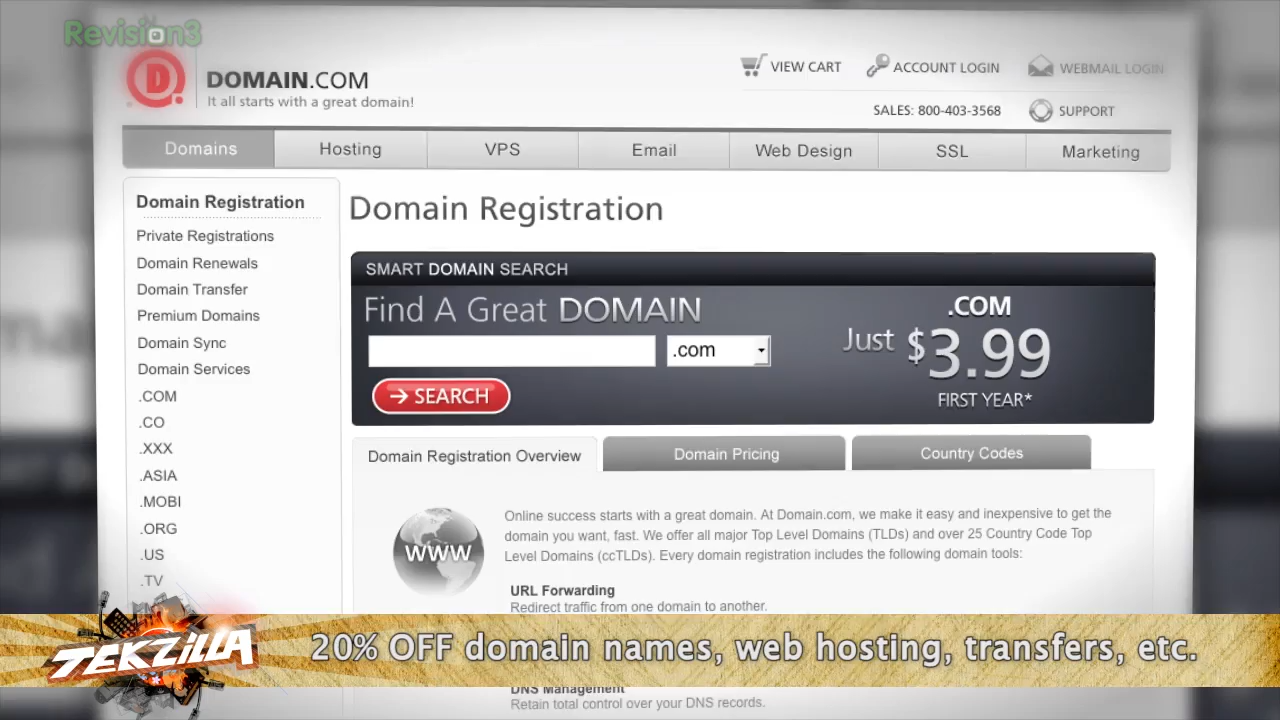 Revision3
D.
DOMAIN.COM
It all starts with a great domain!
VIEW CART
ACCOUNT LOGIN
WEBMAIL LOGIN
SALES: 800-403-3568
SUPPORT
Domains
Hosting
VPS
Email
Web Design
SSL
Marketing
Domain Registration
Private Registrations
Domain Renewals
Domain Transfer
Premium Domains
Domain Sync
Domain Services
.COM
.CO
.XXX
.ASIA
.MOBI
.ORG
.US
.TV
Domain Registration
SMART DOMAIN SEARCH
Find A Great DOMAIN
.com
→ SEARCH
.COM
Just $3.99
FIRST YEAR*
Domain Registration Overview
Domain Pricing
Country Codes
WWW
Online success starts with a great domain. At Domain.com, we make it easy and inexpensive to get the
domain you want, fast. We offer all major Top Level Domains (TLDs) and over 25 Country Code Top
Level Domains (ccTLDs). Every domain registration includes the following domain tools:
URL Forwarding
Redirect traffic from one domain to another.
TEKZILLA
20% OFF domain names, web hosting, transfers, etc.
DNS Management
Retain total control over your DNS records.